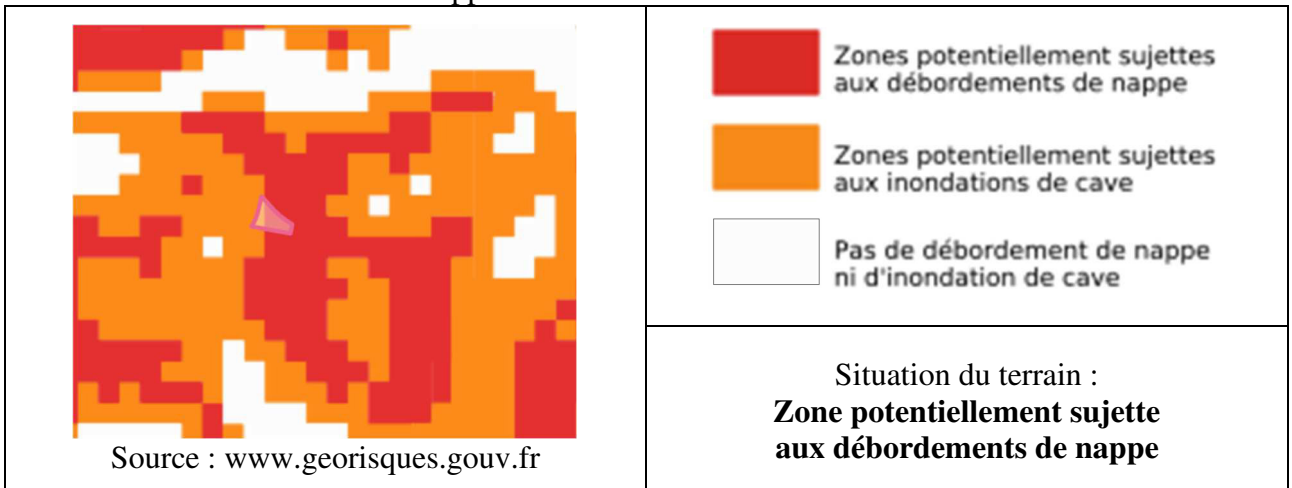 Zones potentiellement sujettes
aux débordements de nappe
Zones potentiellement sujettes
aux inondations de cave
Pas de débordement de nappe
ni d'inondation de cave
Situation du terrain :
Zone potentiellement sujette
aux débordements de nappe
Source : www.georisques.gouv.fr